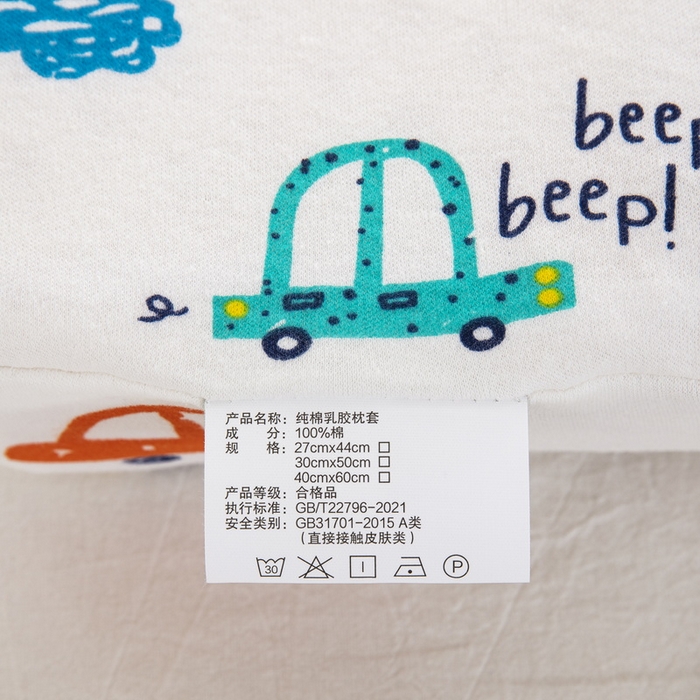 beep
beep!
产品名称：纯棉乳胶枕套
成　　分：100%棉
规　　格：27cmx44cm □
30cmx50cm □
40cmx60cm □
产品等级：合格品
执行标准：GB/T22796-2021
安全类别：GB31701-2015 A类
（直接接触皮肤类）
30
P